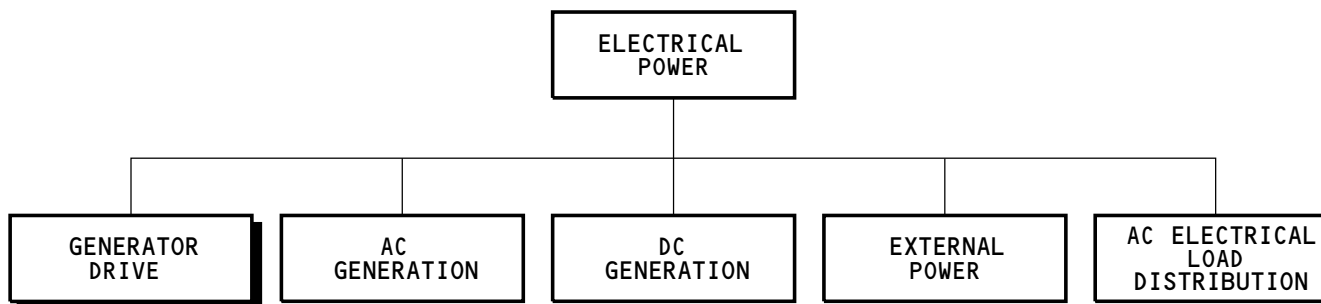 ELECTRICAL
POWER
GENERATOR
DRIVE
AC
GENERATION
DC
GENERATION
EXTERNAL
POWER
AC ELECTRICAL
LOAD
DISTRIBUTION